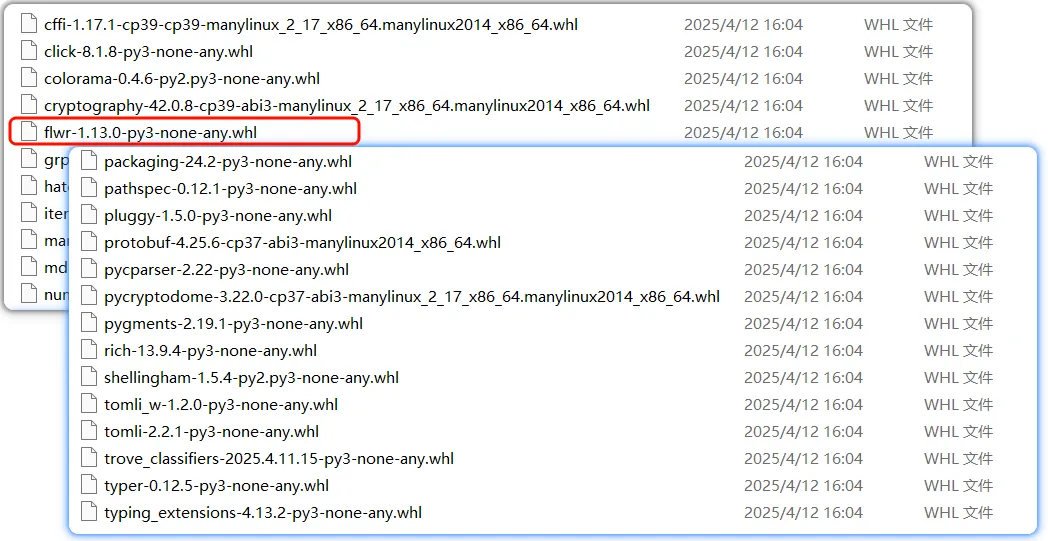 cffi-1.17.1-cp39-cp39-manylinux_2_17_x86_64.manylinux2014_x86_64.whl 2025/4/12 16:04 WHL 文件
click-8.1.8-py3-none-any.whl 2025/4/12 16:04 WHL 文件
colorama-0.4.6-py2.py3-none-any.whl 2025/4/12 16:04 WHL 文件
cryptography-42.0.8-cp39-abi3-manylinux_2_17_x86_64.manylinux2014_x86_64.whl 2025/4/12 16:04 WHL 文件
flwr-1.13.0-py3-none-any.whl 2025/4/12 16:04 WHL 文件
grp
hat
iter
mar
md
num
packaging-24.2-py3-none-any.whl 2025/4/12 16:04 WHL 文件
pathspec-0.12.1-py3-none-any.whl 2025/4/12 16:04 WHL 文件
pluggy-1.5.0-py3-none-any.whl 2025/4/12 16:04 WHL 文件
protobuf-4.25.6-cp37-abi3-manylinux2014_x86_64.whl 2025/4/12 16:04 WHL 文件
pycparser-2.22-py3-none-any.whl 2025/4/12 16:04 WHL 文件
pycryptodome-3.22.0-cp37-abi3-manylinux_2_17_x86_64.manylinux2014_x86_64.whl 2025/4/12 16:04 WHL 文件
pygments-2.19.1-py3-none-any.whl 2025/4/12 16:04 WHL 文件
rich-13.9.4-py3-none-any.whl 2025/4/12 16:04 WHL 文件
shellingham-1.5.4-py2.py3-none-any.whl 2025/4/12 16:04 WHL 文件
tomli_w-1.2.0-py3-none-any.whl 2025/4/12 16:04 WHL 文件
tomli-2.2.1-py3-none-any.whl 2025/4/12 16:04 WHL 文件
trove_classifiers-2025.4.11.15-py3-none-any.whl 2025/4/12 16:04 WHL 文件
typer-0.12.5-py3-none-any.whl 2025/4/12 16:04 WHL 文件
typing_extensions-4.13.2-py3-none-any.whl 2025/4/12 16:04 WHL 文件